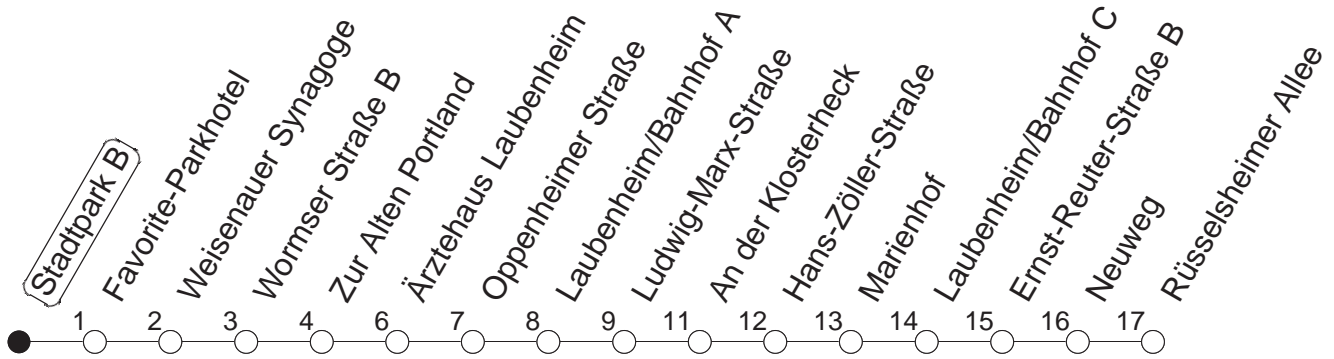 Stadtpark B
Favorite-Parkhotel
Weisenauer Synagoge
Wormser Straße B
Zur Alten Portland
Ärztehaus Laubenheim
Oppenheimer Straße
Laubenheim/Bahnhof A
Ludwig-Marx-Straße
An der Klosterheck
Hans-Zöller-Straße
Marienhof
Laubenheim/Bahnhof C
Ernst-Reuter-Straße B
Neuweg
Rüsselsheimer Allee
1 2 3 4 6 7 8 9 11 12 13 14 15 16 17